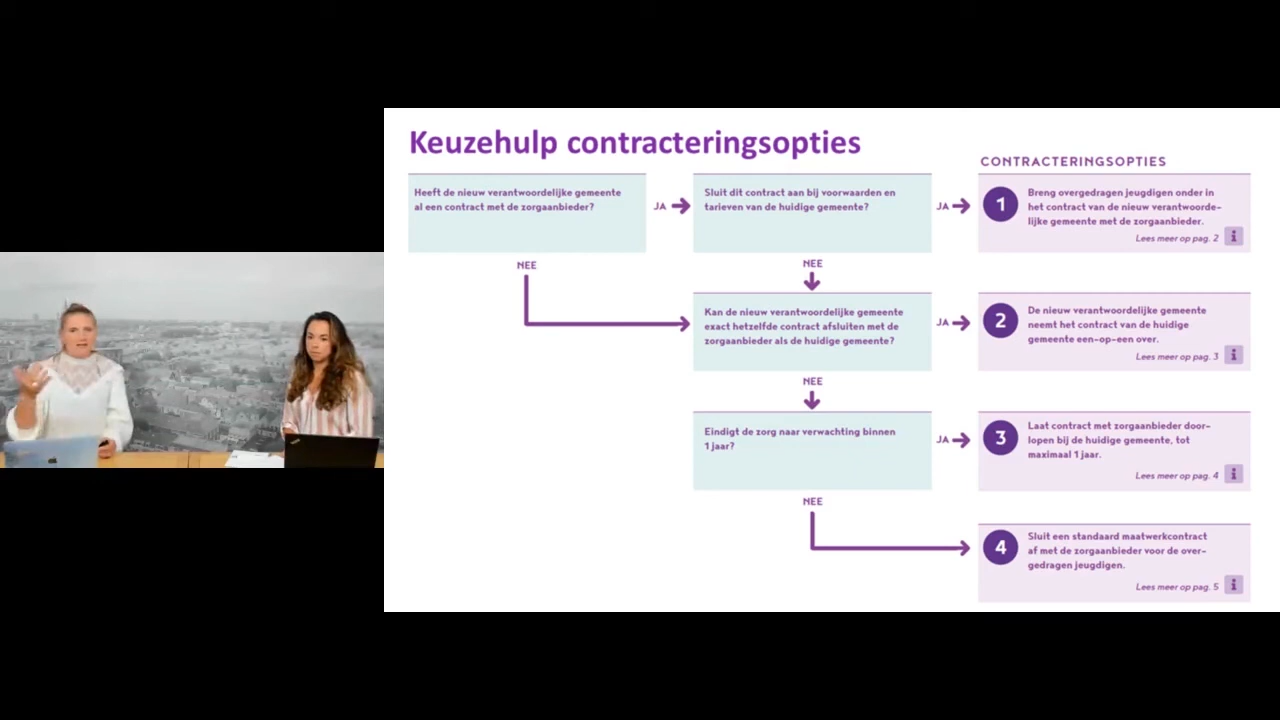 Keuzehulp contracteringsopties
CONTRACTERINGSOPTIES
Heeft de nieuw verantwoordelijke gemeente
al een contract met de zorgaanbieder?
JA
Sluit dit contract aan bij voorwaarden en
tarieven van de huidige gemeente?
JA
1
Breng overgedragen jeugdigen onder in
het contract van de nieuw verantwoorde-
lijke gemeente met de zorgaanbieder.
Lees meer op pag. 2
i
NEE
NEE
Kan de nieuw verantwoordelijke gemeente
exact hetzelfde contract afsluiten met de
zorgaanbieder als de huidige gemeente?
JA
2
De nieuw verantwoordelijke gemeente
neemt het contract van de huidige
gemeente een-op-een over.
Lees meer op pag. 3
i
NEE
Eindigt de zorg naar verwachting binnen
1 jaar?
JA
3
Laat contract met zorgaanbieder door-
lopen bij de huidige gemeente, tot
maximaal 1 jaar.
Lees meer op pag. 4
i
NEE
4
Sluit een standaard maatwerkcontract
af met de zorgaanbieder voor de over-
gedragen jeugdigen.
Lees meer op pag. 5
i